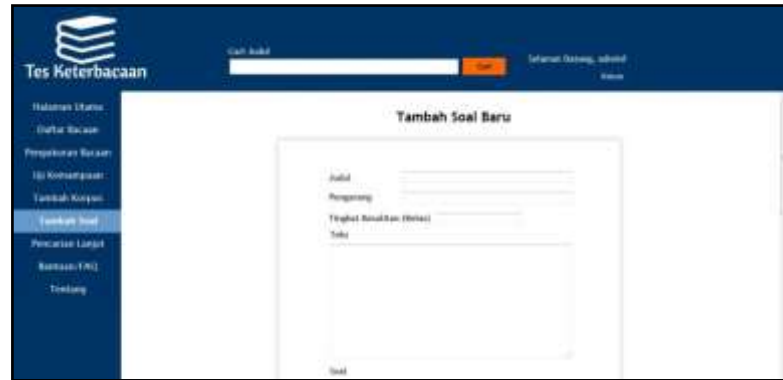 Tes Keterbacaan
Cari Judul
Cari
Selamat Datang, admin!
Keluar
Halaman Utama
Daftar Bacaan
Pengukuran Bacaan
Uji Kemampuan
Tambah Korpus
Tambah Soal
Pencarian Lanjut
Bantuan/FAQ
Tentang
Tambah Soal Baru
Judul
Pengarang
Tingkat Kesulitan (Kelas)
Teks
Soal